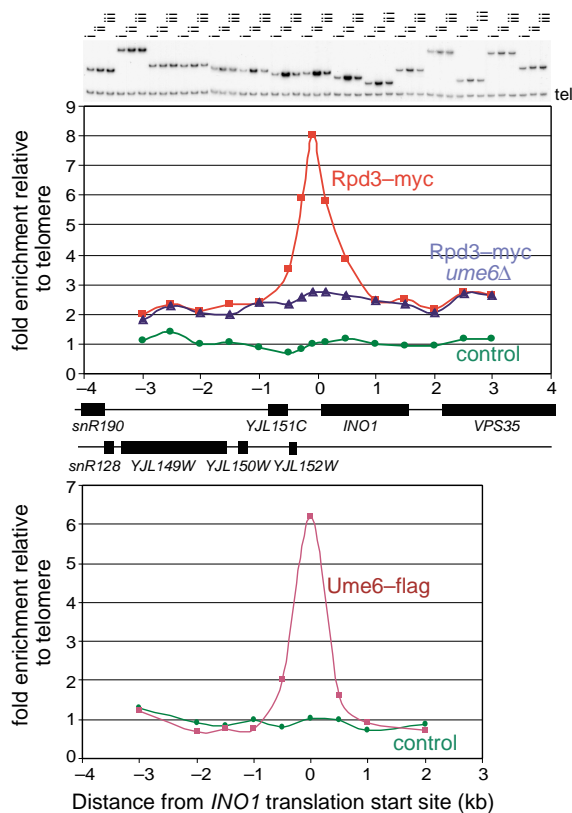 tel
9
8
7
6
5
4
3
2
1
fold enrichment relative
to telomere
Rpd3–myc
Rpd3–myc
ume6Δ
control
−4 −3 −2 −1 0 1 2 3 4
snR190 YJL151C INO1 VPS35
snR128 YJL149W YJL150W YJL152W
7
6
5
4
3
2
1
0
fold enrichment relative
to telomere
Ume6–flag
control
−4 −3 −2 −1 0 1 2 3
Distance from INO1 translation start site (kb)